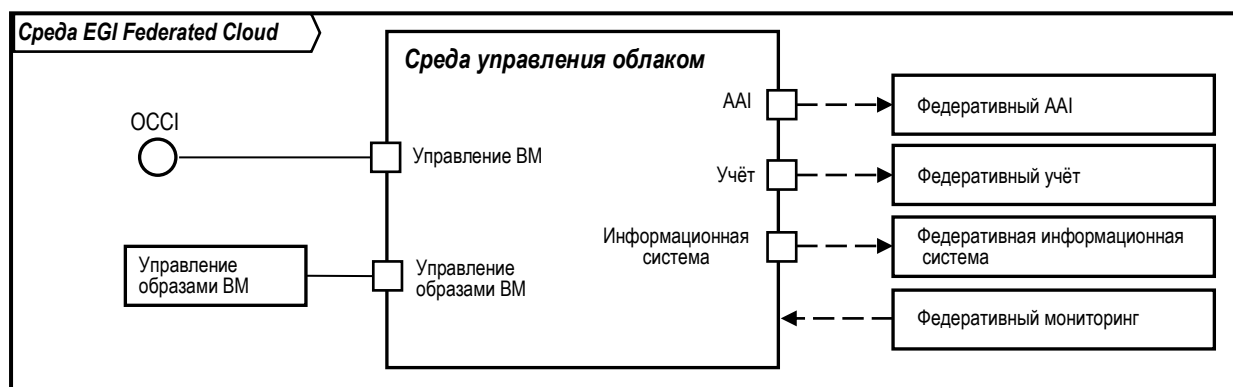 Среда EGI Federated Cloud
Среда управления облаком
AAI
Федеративный AAI
OCCI
Управление ВМ
Учёт
Федеративный учёт
Информационная
система
Федеративная информационная
система
Управление
образами ВМ
Управление
образами ВМ
Федеративный мониторинг